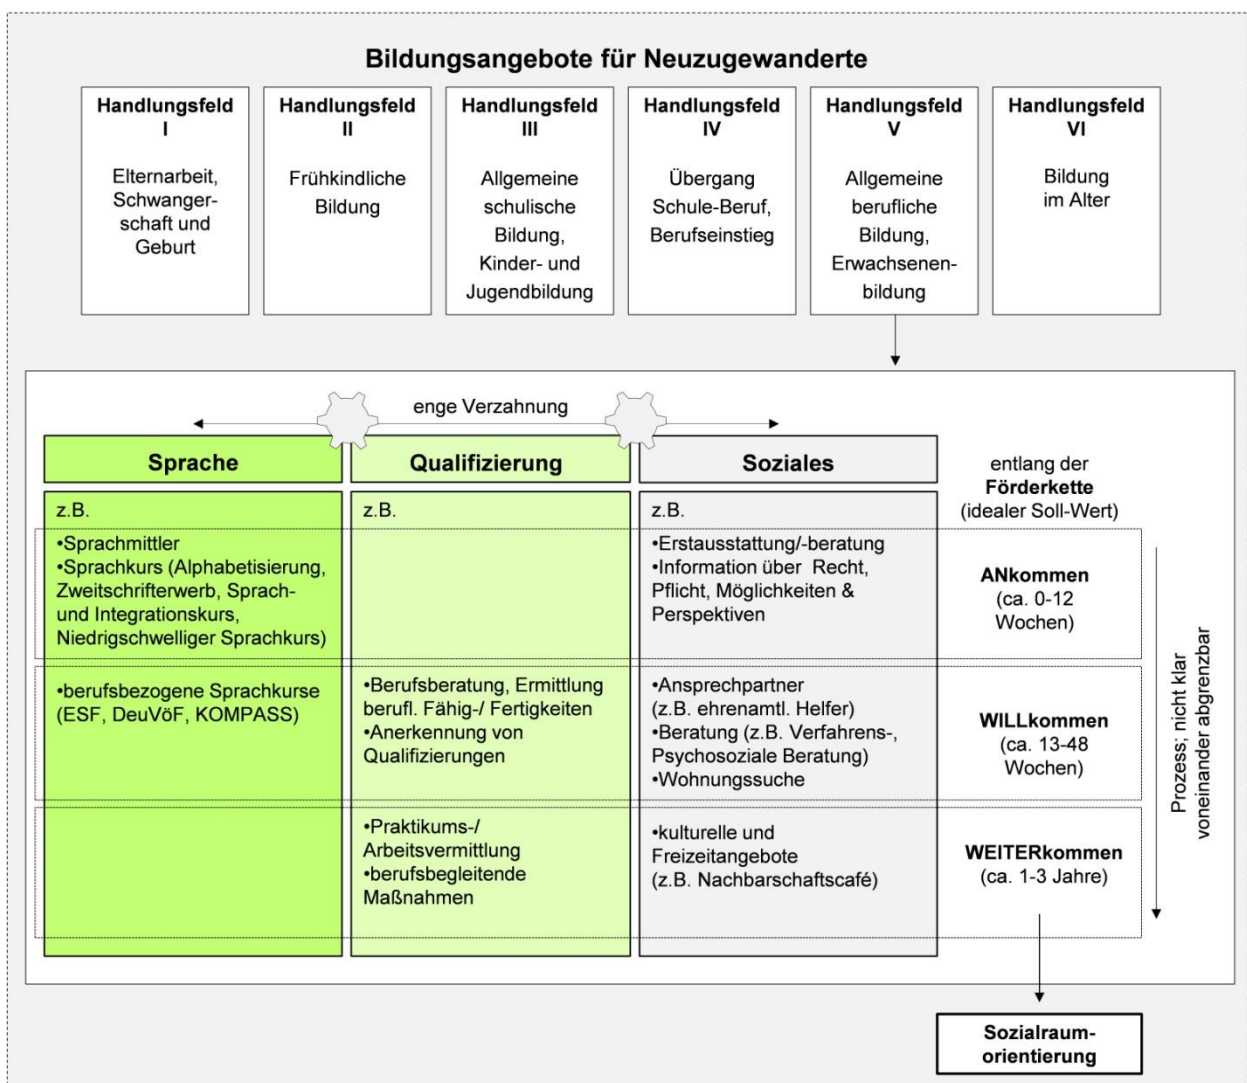 Bildungsangebote für Neuzugewanderte
Handlungsfeld
I
Elternarbeit,
Schwanger-
schaft und
Geburt
Handlungsfeld
II
Frühkindliche
Bildung
Handlungsfeld
III
Allgemeine
schulische
Bildung,
Kinder- und
Jugendbildung
Handlungsfeld
IV
Übergang
Schule-Beruf,
Berufseinstieg
Handlungsfeld
V
Allgemeine
berufliche
Bildung,
Erwachsenen-
bildung
Handlungsfeld
VI
Bildung
im Alter
enge Verzahnung
Sprache
z.B.
•Sprachmittler
•Sprachkurs (Alphabetisierung,
Zweitschrifterwerb, Sprach-
und Integrationskurs,
Niedrigschwelliger Sprachkurs)
•berufsbezogene Sprachkurse
(ESF, DeuVöF, KOMPASS)
Qualifizierung
z.B.
•Berufsberatung, Ermittlung
berufl. Fähig-/ Fertigkeiten
•Anerkennung von
Qualifizierungen
•Praktikums-/
Arbeitsvermittlung
•berufsbegleitende
Maßnahmen
Soziales
z.B.
•Erstausstattung/-beratung
•Information über  Recht,
Pflicht, Möglichkeiten &
Perspektiven
•Ansprechpartner
(z.B. ehrenamtl. Helfer)
•Beratung (z.B. Verfahrens-,
Psychosoziale Beratung)
•Wohnungssuche
•kulturelle und
Freizeitangebote
(z.B. Nachbarschaftscafé)
entlang der
Förderkette
(idealer Soll-Wert)
ANkommen
(ca. 0-12
Wochen)
WILLkommen
(ca. 13-48
Wochen)
WEITERkommen
(ca. 1-3 Jahre)
Prozess; nicht klar
voneinander abgrenzbar
Sozialraum-
orientierung